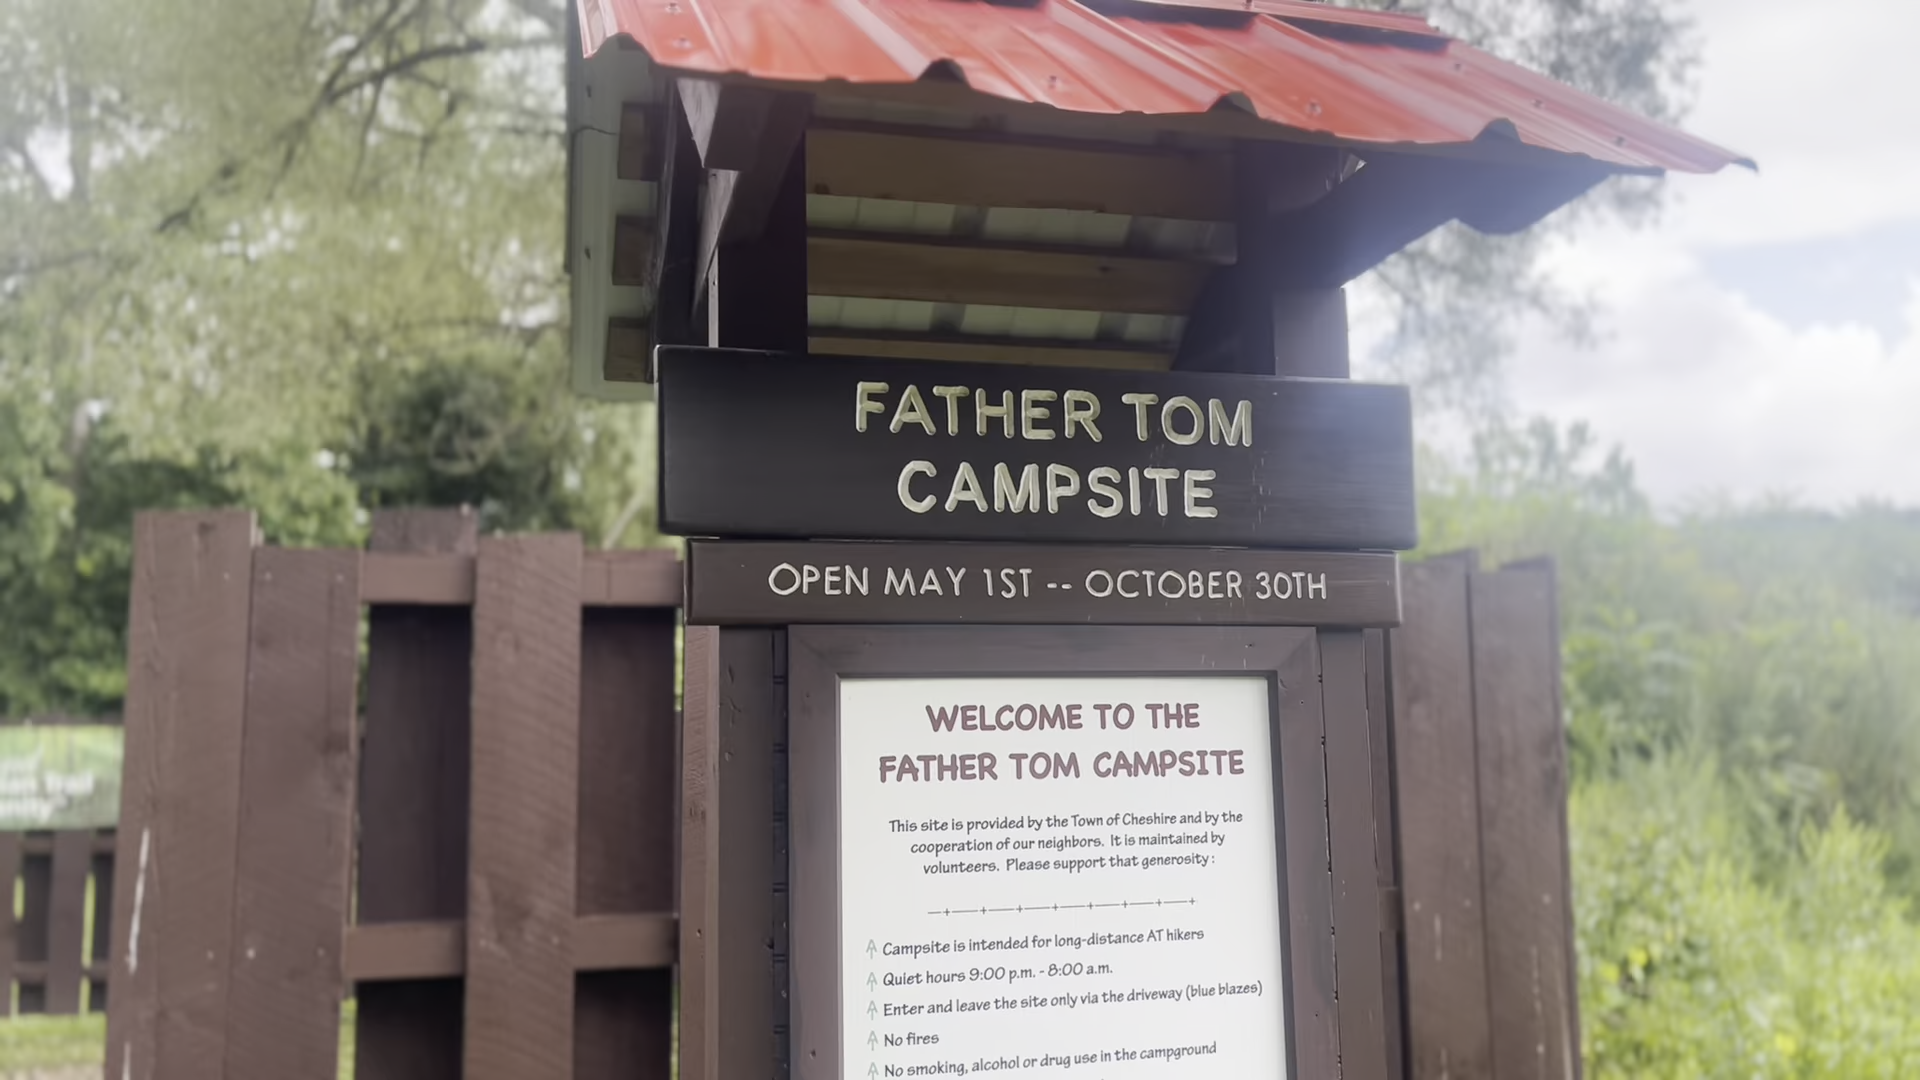 FATHER TOM
CAMPSITE
OPEN MAY 1ST -- OCTOBER 30TH
WELCOME TO THE
FATHER TOM CAMPSITE
This site is provided by the Town of Cheshire and by the
cooperation of our neighbors. It is maintained by
volunteers. Please support that generosity:
Campsite is intended for long-distance AT hikers
Quiet hours 9:00 p.m. - 8:00 a.m.
Enter and leave the site only via the driveway (blue blazes)
No fires
No smoking, alcohol or drug use in the campground
Trail